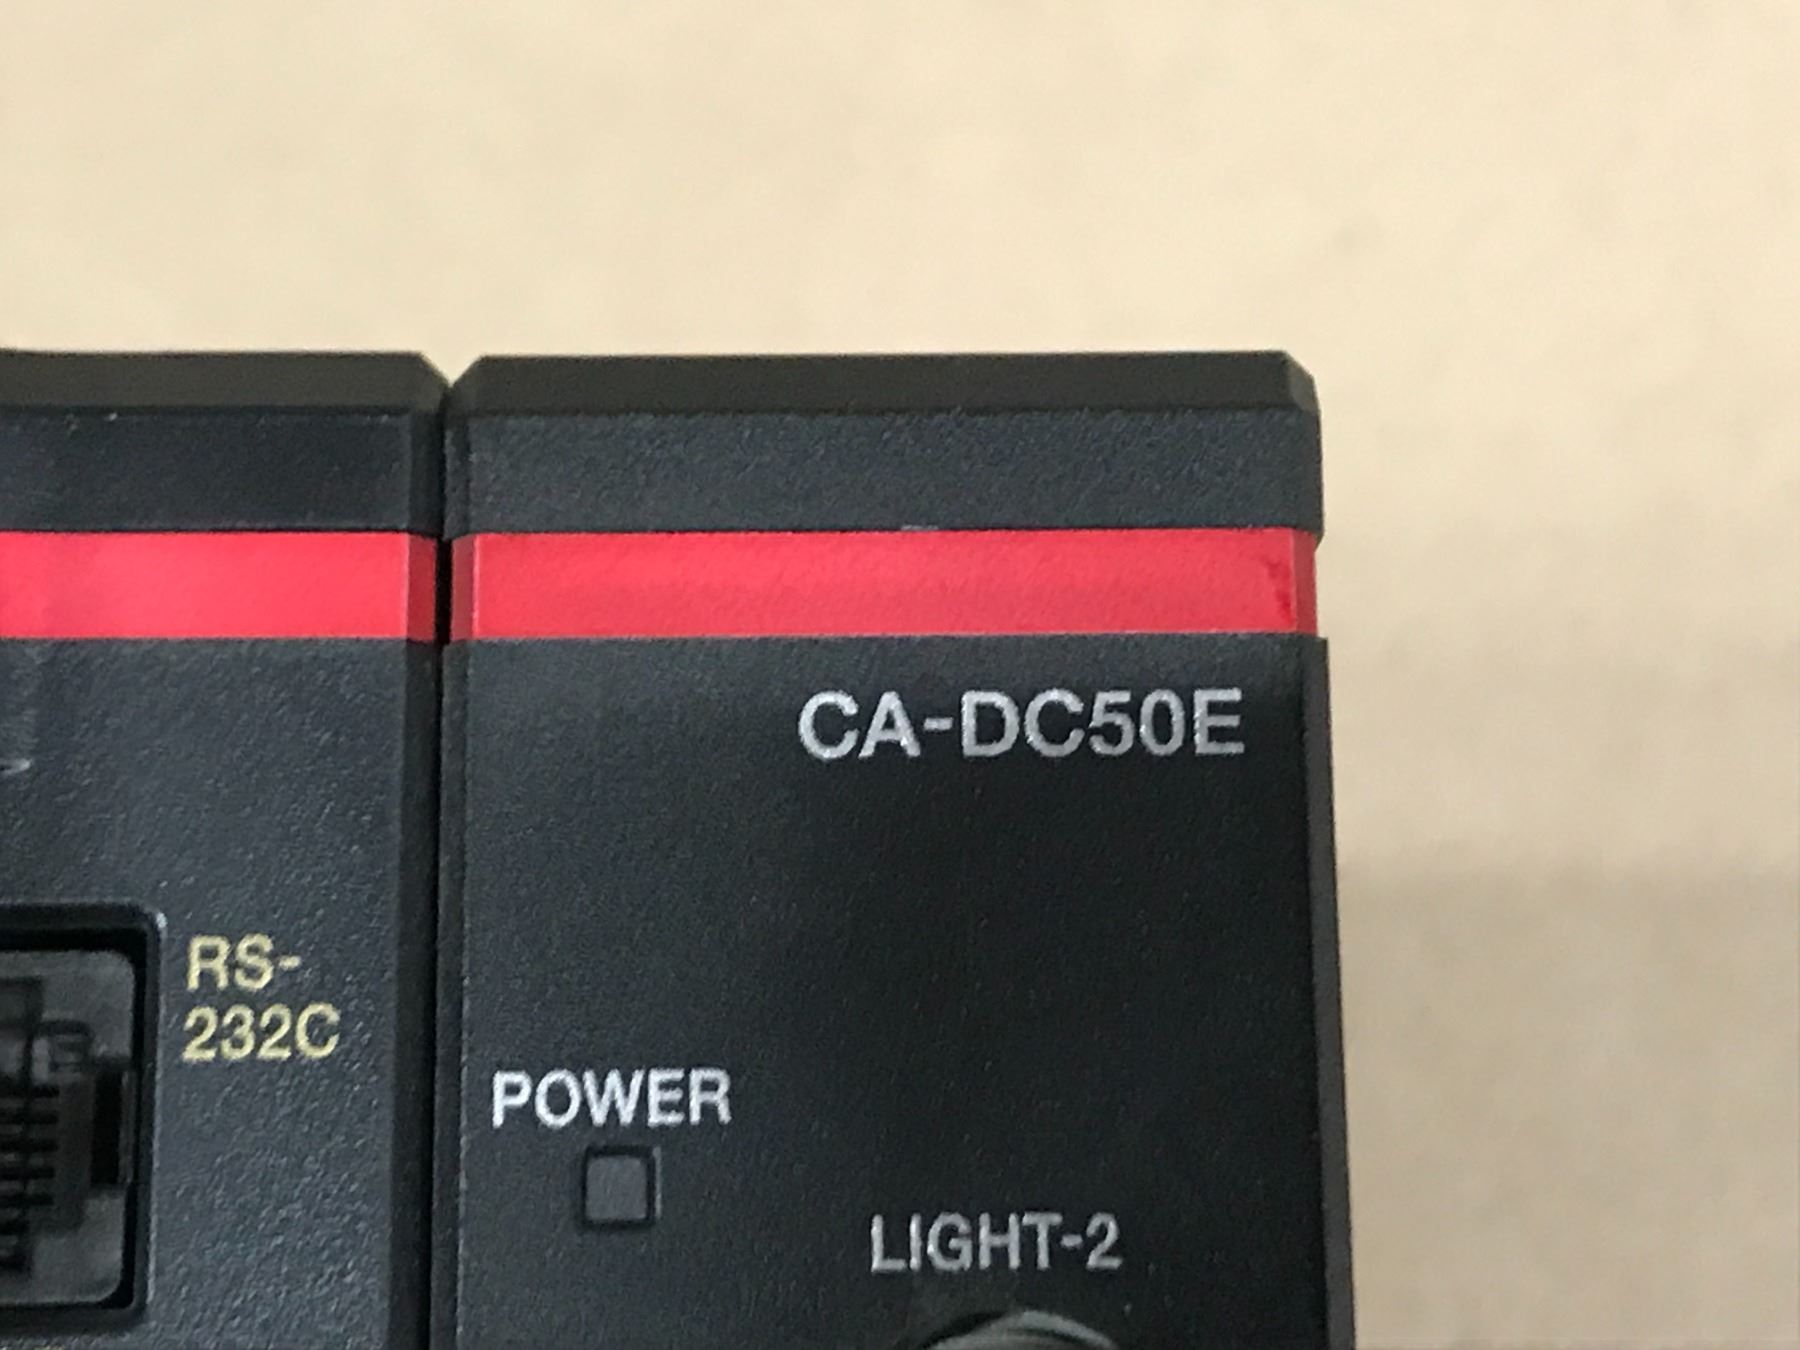 CA-DC50E
RS-
232C
POWER
LIGHT-2